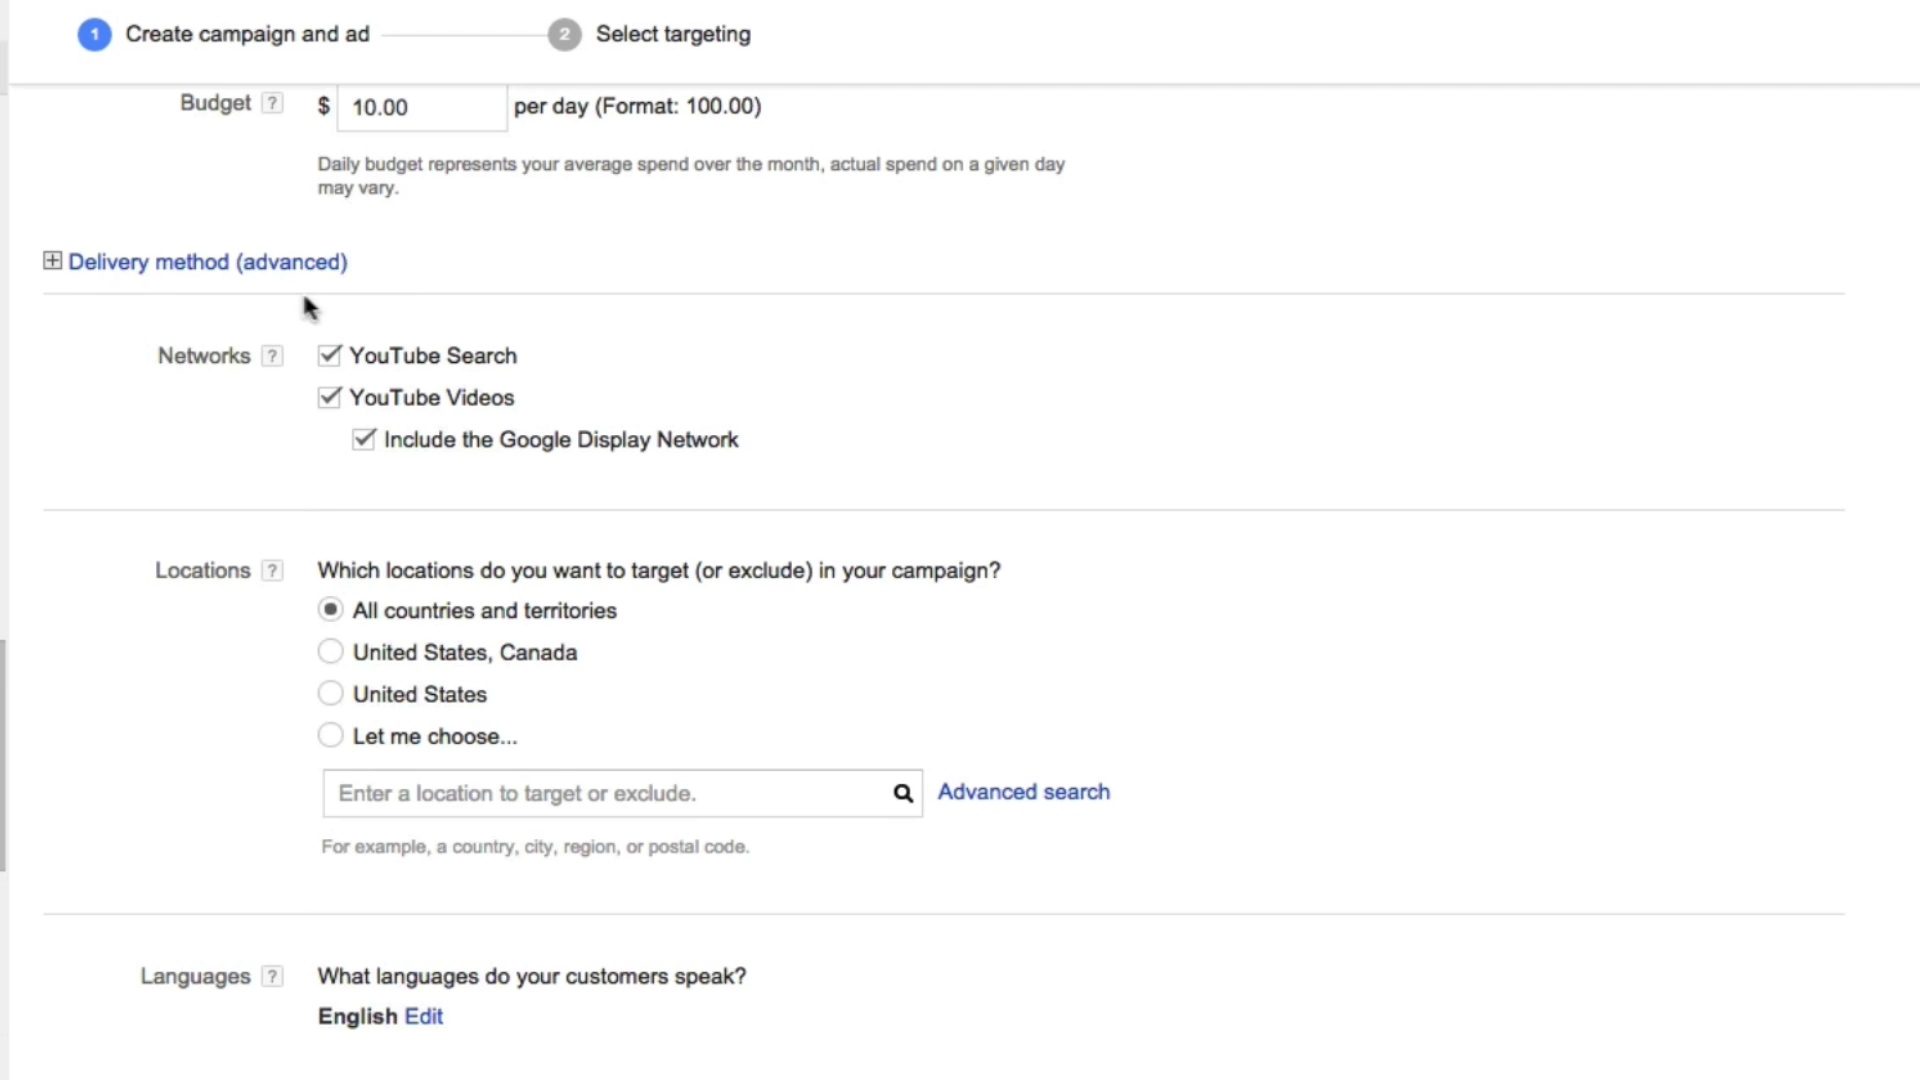 1 Create campaign and ad 2 Select targeting
Budget ? $ 10.00 per day (Format: 100.00)
Daily budget represents your average spend over the month, actual spend on a given day
may vary.
Delivery method (advanced)
Networks ? YouTube Search
YouTube Videos
Include the Google Display Network
Locations ? Which locations do you want to target (or exclude) in your campaign?
All countries and territories
United States, Canada
United States
Let me choose...
Enter a location to target or exclude. Advanced search
For example, a country, city, region, or postal code.
Languages ? What languages do your customers speak?
English Edit